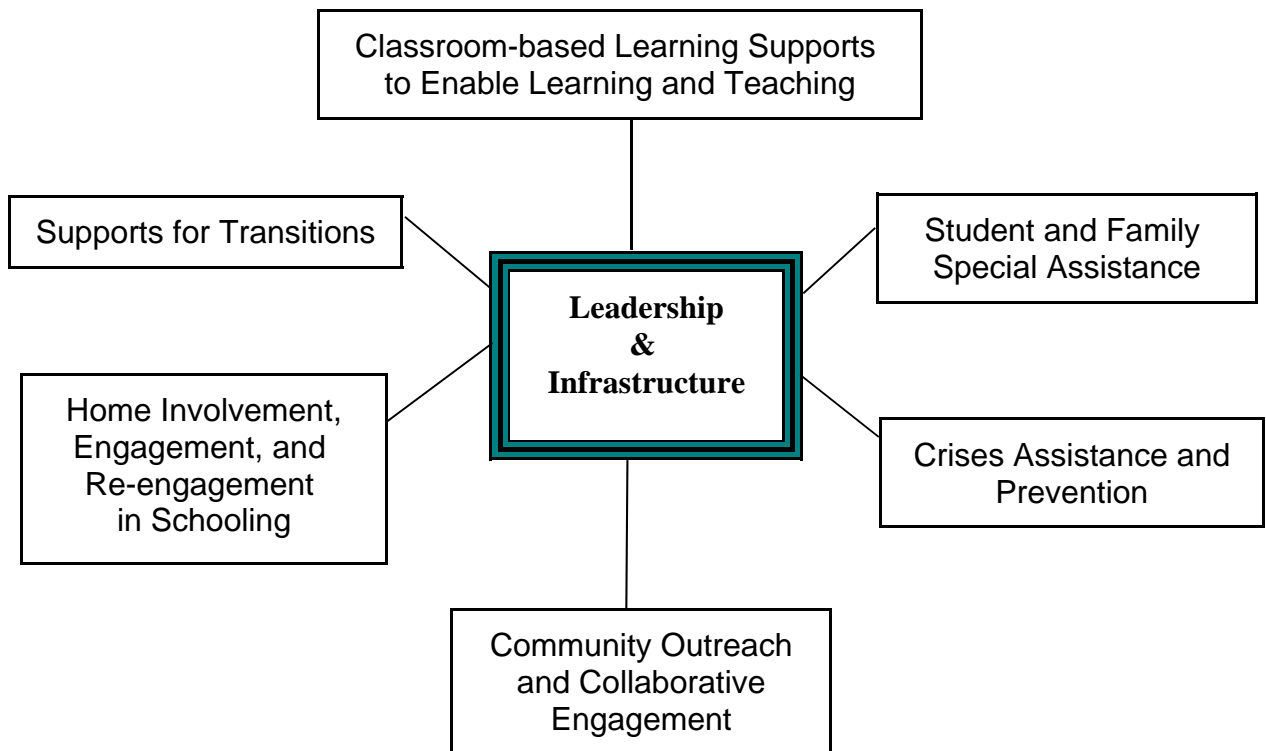 Classroom-based Learning Supports
to Enable Learning and Teaching
Supports for Transitions
Student and Family
Special Assistance
Leadership
&
Infrastructure
Home Involvement,
Engagement, and
Re-engagement
in Schooling
Crises Assistance and
Prevention
Community Outreach
and Collaborative
Engagement